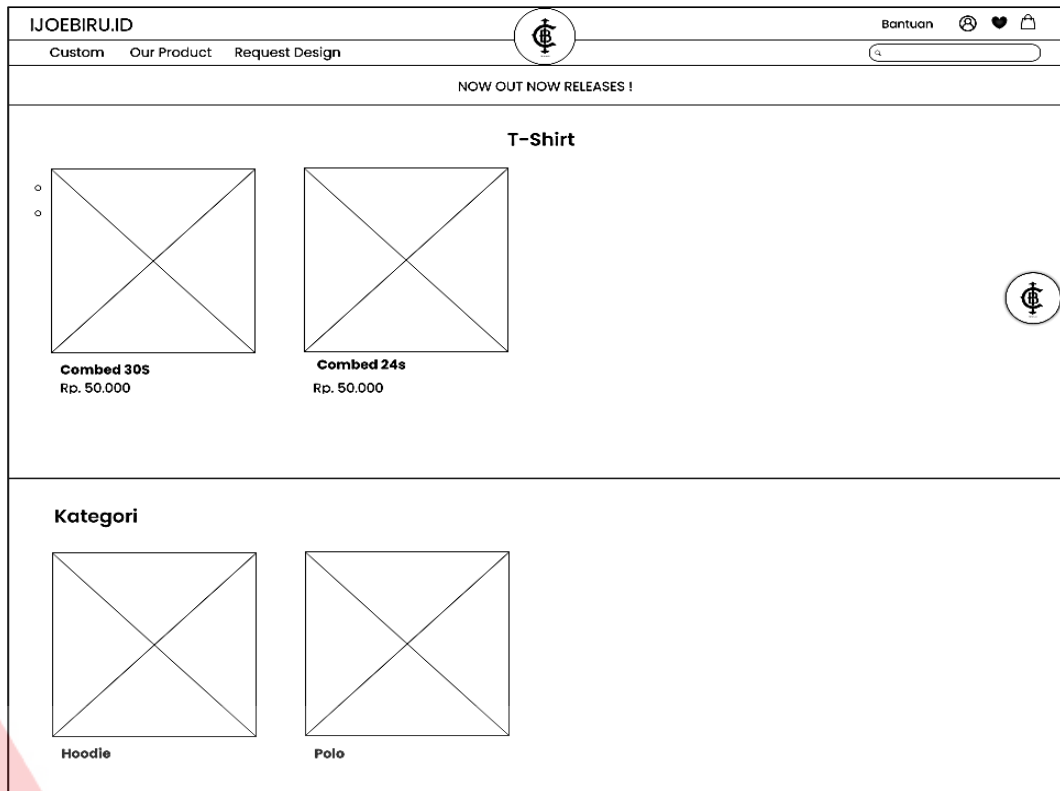 IJOEBIRU.ID
Bantuan
Custom Our Product Request Design
NOW OUT NOW RELEASES !
T-Shirt
Combed 30S
Rp. 50.000
Combed 24s
Rp. 50.000
Kategori
Hoodie
Polo